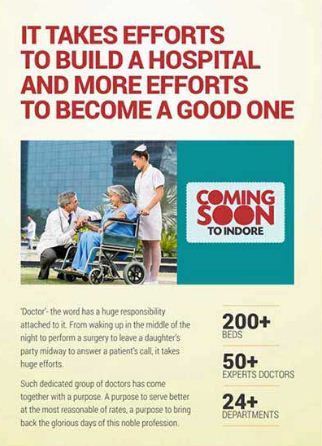 IT TAKES EFFORTS
TO BUILD A HOSPITAL
AND MORE EFFORTS
TO BECOME A GOOD ONE
COMING
SOON
TO INDORE
'Doctor'- the word has a huge responsibility
attached to it. From waking up in the middle of the
night to perform a surgery to leave a daughter's
party midway to answer a patient's call, it takes
huge efforts.
Such dedicated group of doctors has come
together with a purpose. A purpose to serve better
at the most reasonable of rates, a purpose to bring
back the glorious days of this noble profession.
200+
BEDS
50+
EXPERTS DOCTORS
24+
DEPARTMENTS